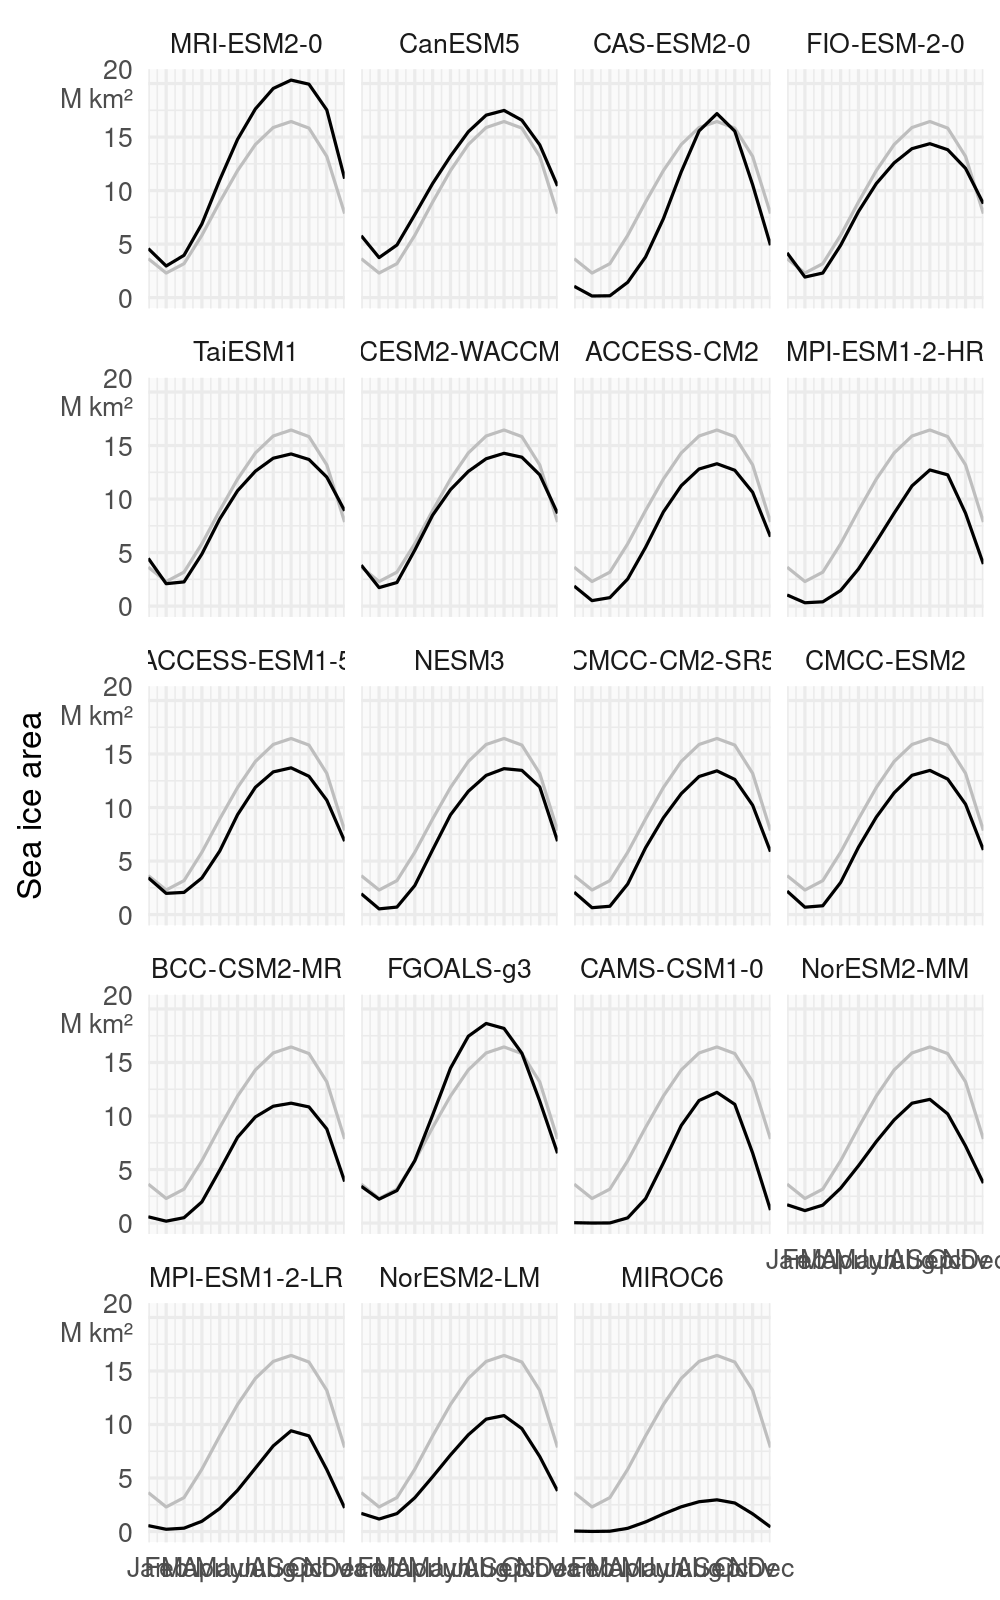 MRI-ESM2-0 CanESM5 CAS-ESM2-0 FIO-ESM-2-0
20
M km²
15
10
5
0
TaiESM1 CESM2-WACCM ACCESS-CM2 MPI-ESM1-2-HR
20
M km²
15
10
5
0
ACCESS-ESM1-5 NESM3 CMCC-CM2-SR5 CMCC-ESM2
20
M km²
15
10
5
0
Sea ice area
BCC-CSM2-MR FGOALS-g3 CAMS-CSM1-0 NorESM2-MM
20
M km²
15
10
5
0
MPI-ESM1-2-LR NorESM2-LM MIROC6
20
M km²
15
10
5
0